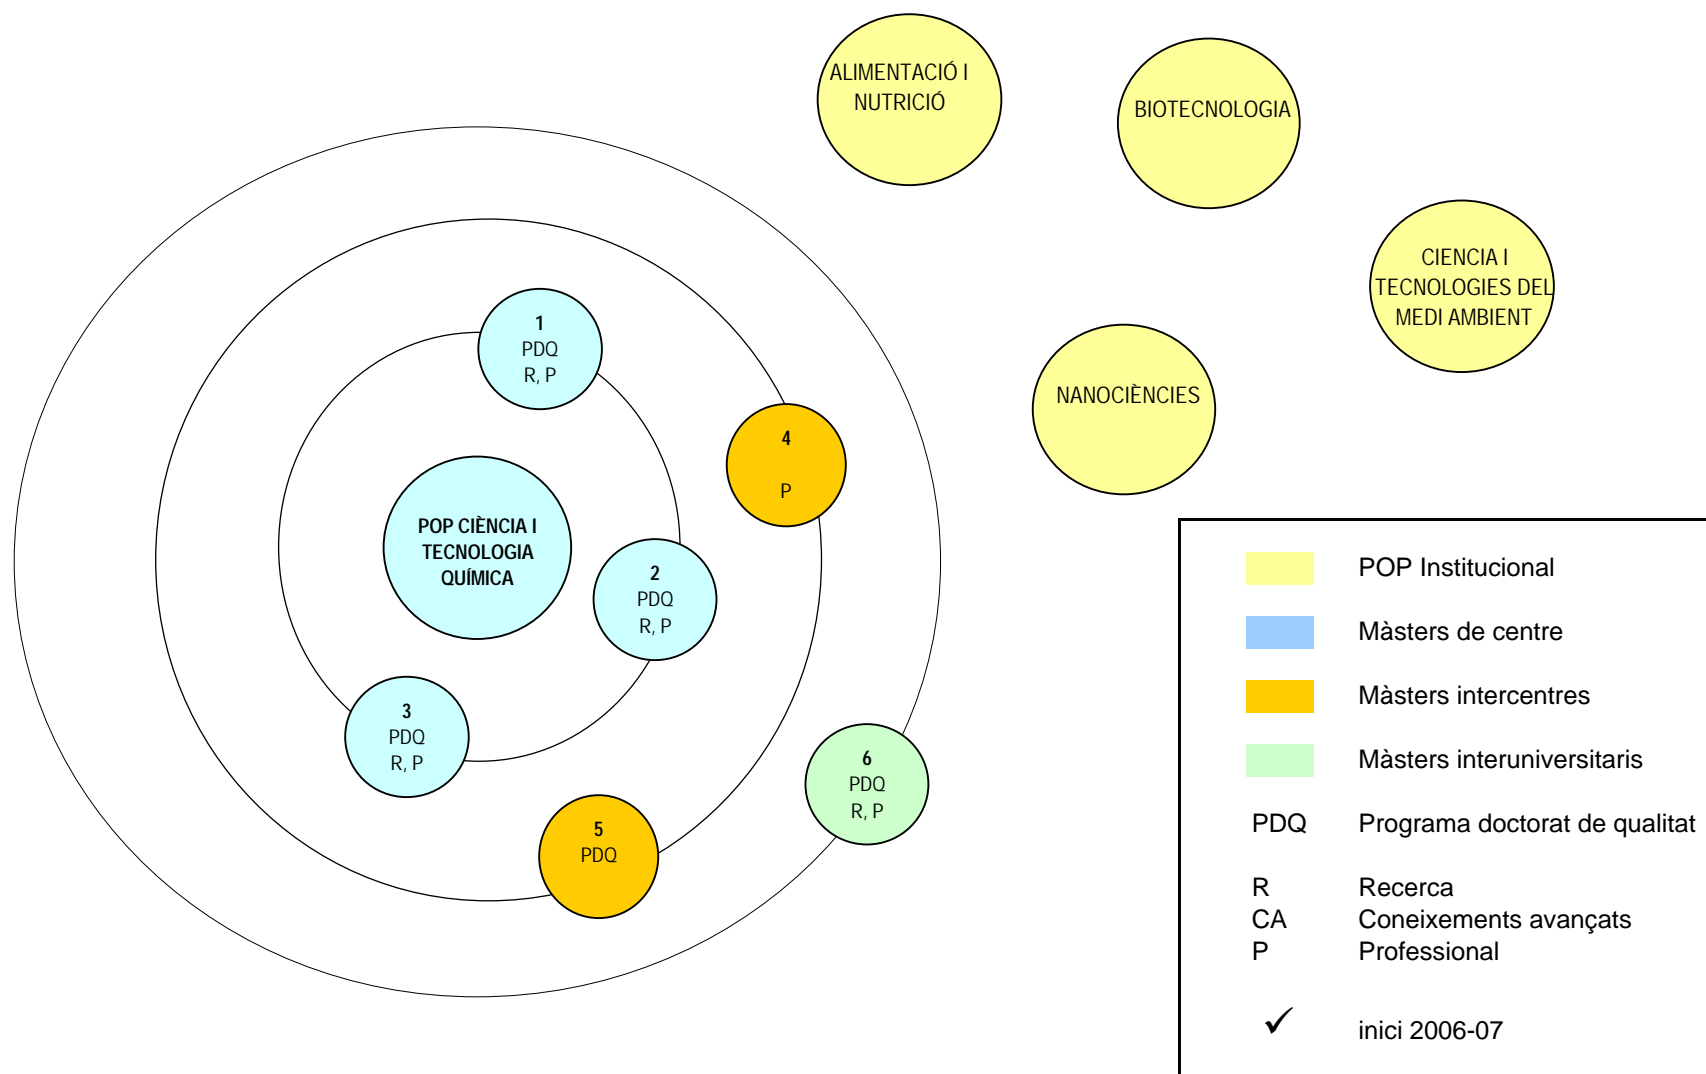 ALIMENTACIÓ I
NUTRICIÓ
BIOTECNOLOGIA
CIENCIA I
TECNOLOGIES DEL
MEDI AMBIENT
NANOCIÈNCIES
1
PDQ
R, P
4
P
POP CIÈNCIA I
TECNOLOGIA
QUÍMICA
2
PDQ
R, P
3
PDQ
R, P
6
PDQ
R, P
5
PDQ
POP Institucional
Màsters de centre
Màsters intercentres
Màsters interuniversitaris
PDQ Programa doctorat de qualitat
R Recerca
CA Coneixements avançats
P Professional
✓ inici 2006-07